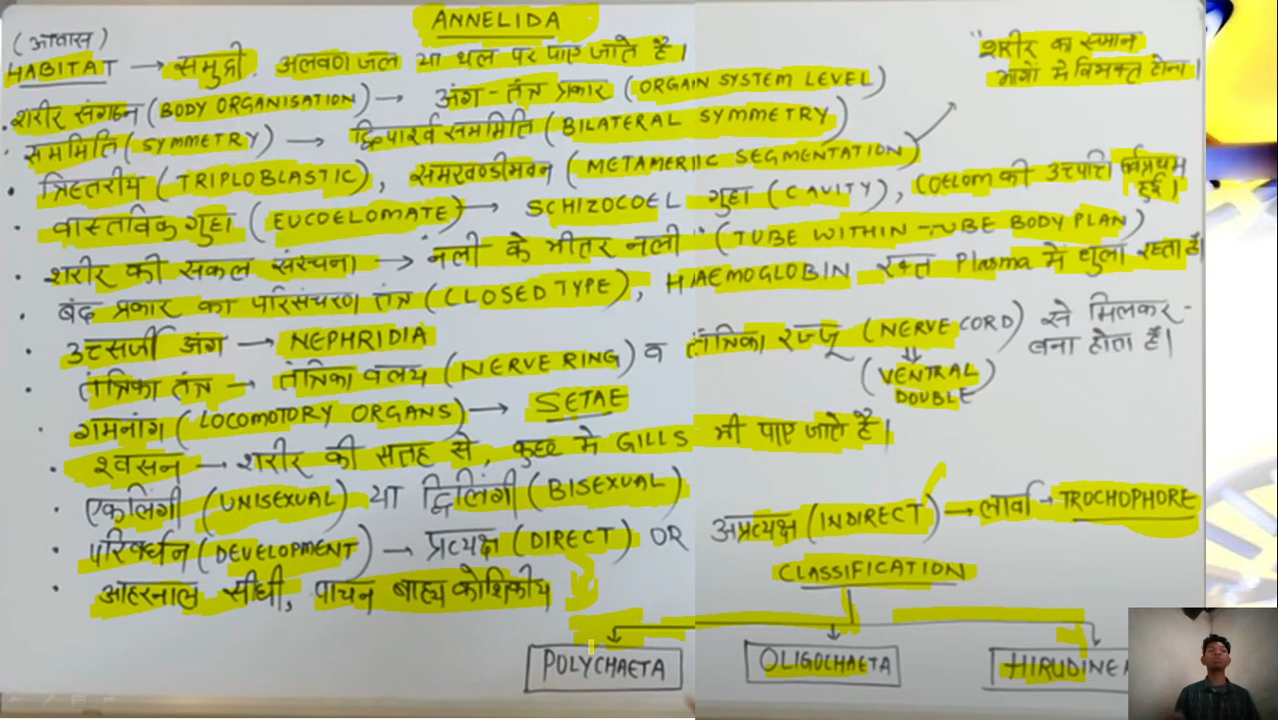 ANNELIDA
(आवास)
HABITAT → समुद्री, अलवण जल या थल पर पाए जाते है।
"शरीर का समान
भागों मे विभक्त होना।
शरीर संगठन (BODY ORGANISATION) → अंग-तंत्र प्रकार (ORGAIN SYSTEM LEVEL)
सममिति (SYMMETRY) → द्विपार्श्व सममिति (BILATERAL SYMMETRY)
• त्रिस्तरीय (TRIPLOBLASTIC), समखण्डीभवन (METAMERIIC SEGMENTATION)
• वास्तविक गुहा (EUCOELOMATE) → SCHIZOCOEL गुहा (CAVITY), COELOM की उत्पत्ति सर्वप्रथम हुई।
• शरीर की सकल संरचना → नली के भीतर नली (TUBE WITHIN-TUBE BODY PLAN)
• बंद प्रकार का परिसंचरण तंत्र (CLOSED TYPE), HAEMOGLOBIN रक्त Plasma में धुला रहता है
• उत्सर्जी अंग → NEPHRIDIA
• तंत्रिका तंत्र → तंत्रिका वलय (NERVE RING) व तंत्रिका रज्जू (NERVE CORD) से मिलकर-
बना होता है।
(VENTRAL DOUBLE)
• गमनांग (LOCOMOTORY ORGANS) → SETAE
• श्वसन → शरीर की सतह से, कुछ मे GILLS भी पाए जाते है।
• एकलिंगी (UNISEXUAL) या द्विलिंगी (BISEXUAL)
• परिवर्धन (DEVELOPMENT) → प्रत्यक्ष (DIRECT) OR अप्रत्यक्ष (INDIRECT) → लार्वा → TROCHOPHORE
• आहरनाल सीधी, पाचन बाह्य कोशिकीय
CLASSIFICATION
POLYCHAETA OLIGOCHAETA HIRUDINEA